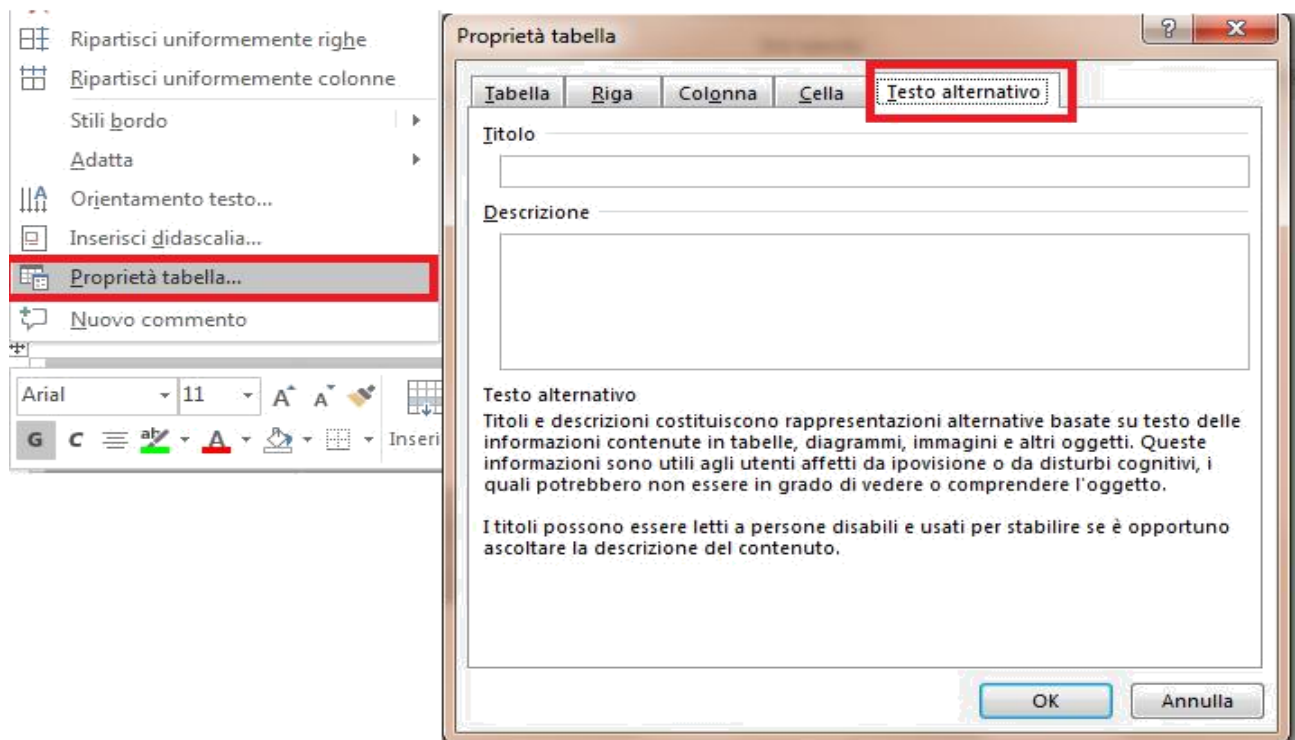 Ripartisci uniformemente righe
Ripartisci uniformemente colonne
Stili bordo
Adatta
Orientamento testo...
Inserisci didascalia...
Proprietà tabella...
Nuovo commento
Arial 11 A A
G C ab A Inseri
Proprietà tabella
? X
Tabella Riga Colonna Cella Testo alternativo
Titolo
Descrizione
Testo alternativo
Titoli e descrizioni costituiscono rappresentazioni alternative basate su testo delle
informazioni contenute in tabelle, diagrammi, immagini e altri oggetti. Queste
informazioni sono utili agli utenti affetti da ipovisione o da disturbi cognitivi, i
quali potrebbero non essere in grado di vedere o comprendere l'oggetto.
I titoli possono essere letti a persone disabili e usati per stabilire se è opportuno
ascoltare la descrizione del contenuto.
OK Annulla